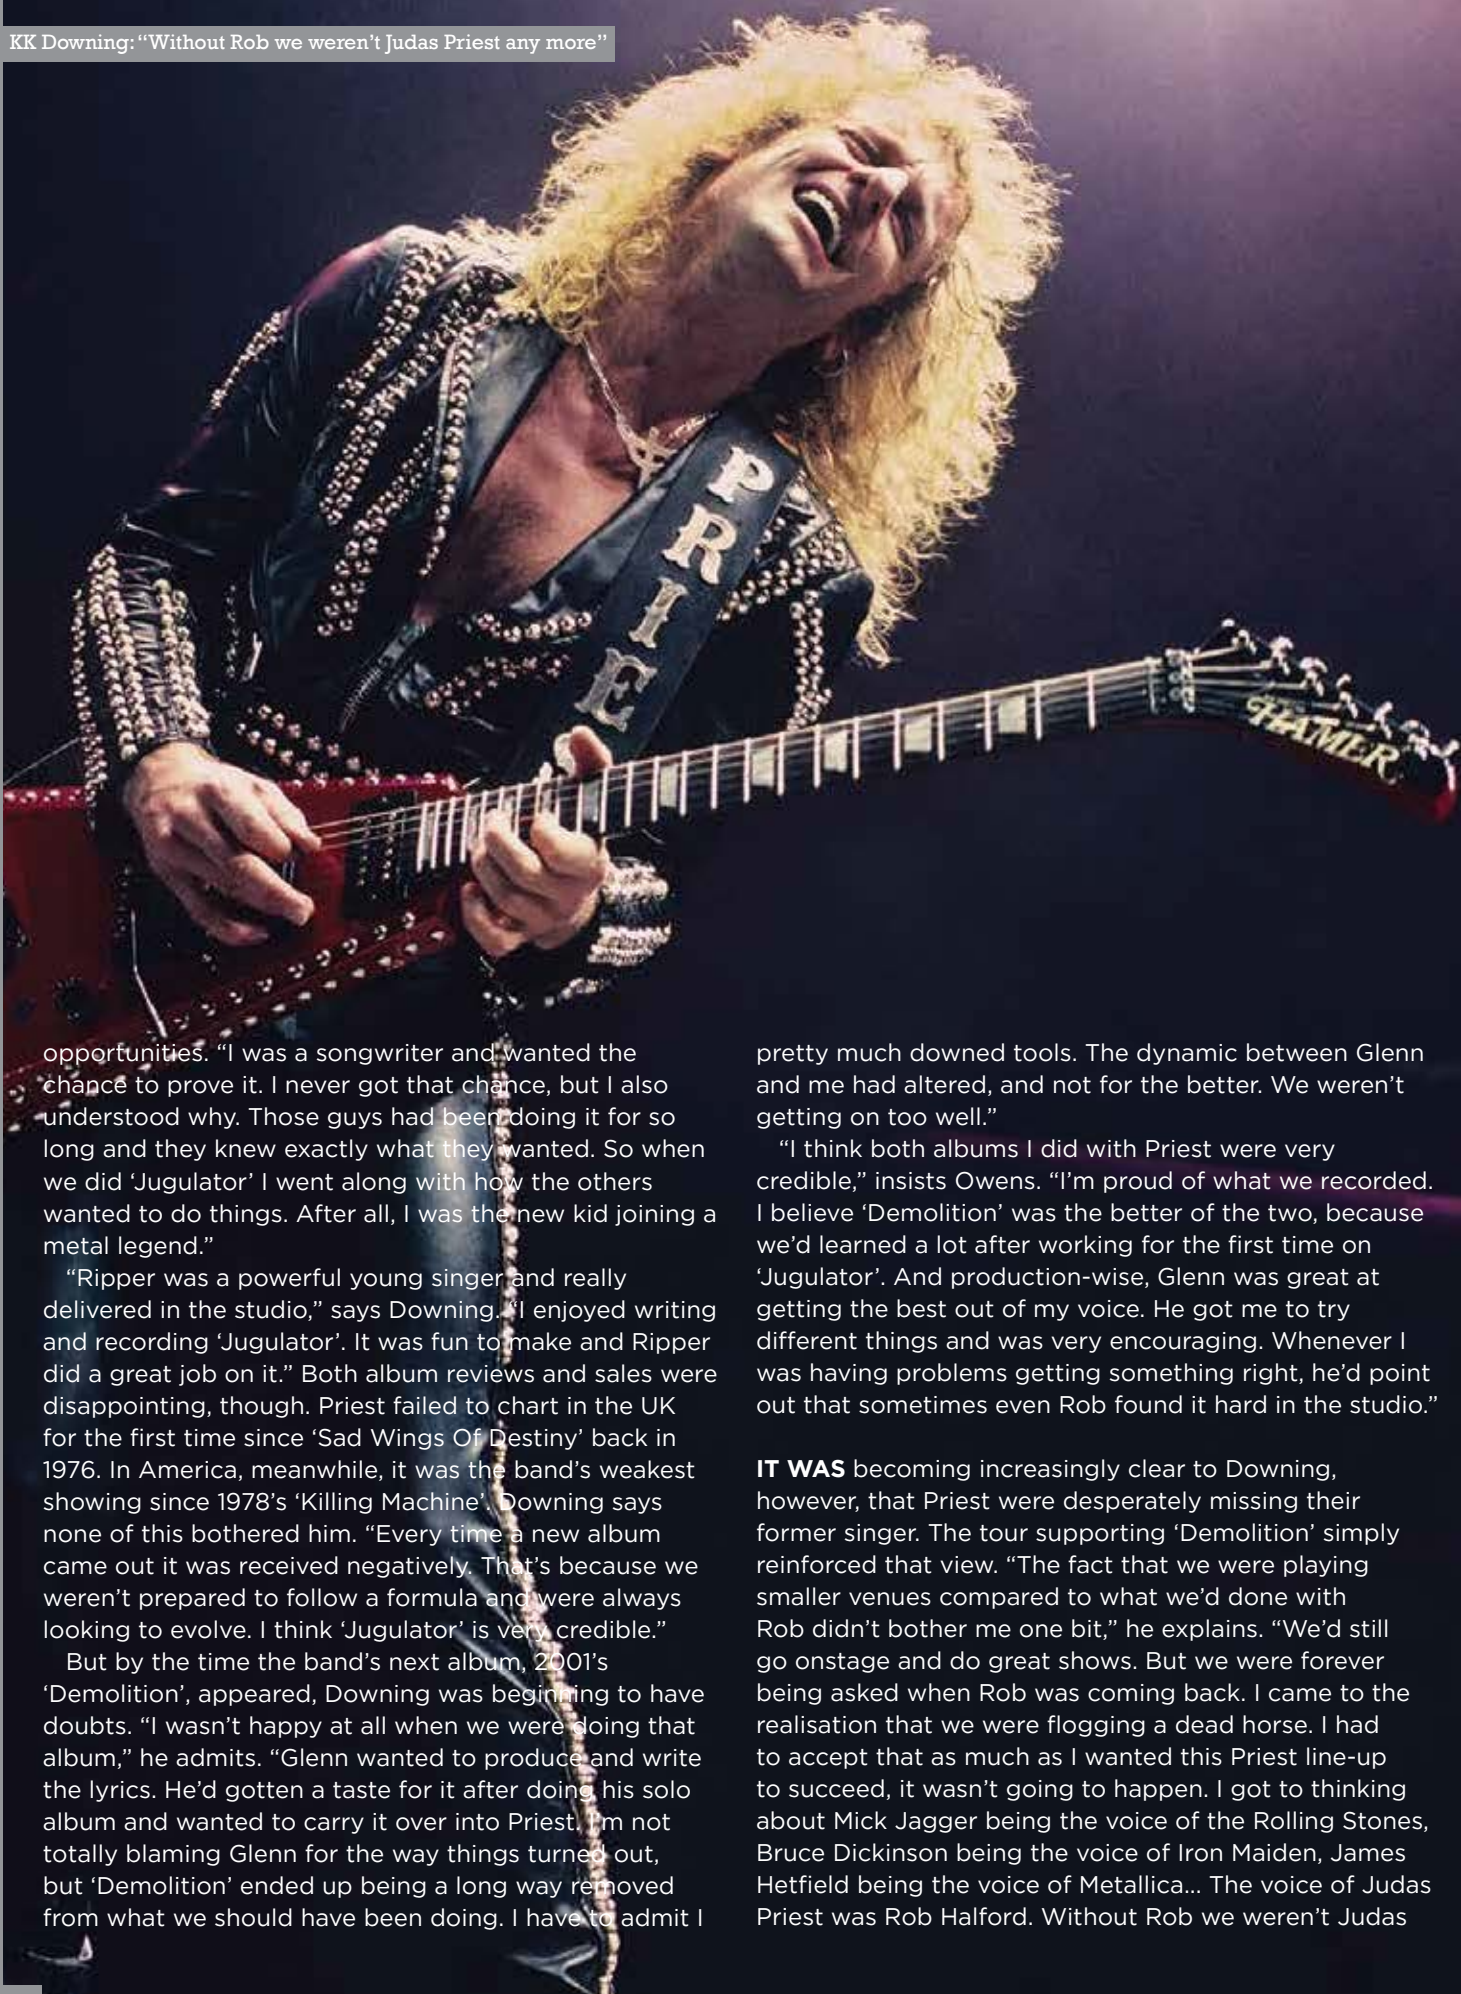 KK Downing: “Without Rob we weren’t Judas Priest any more”
PRIE
HAMER
opportunities. “I was a songwriter and wanted the
chance to prove it. I never got that chance, but I also
understood why. Those guys had been doing it for so
long and they knew exactly what they wanted. So when
we did ‘Jugulator’ I went along with how the others
wanted to do things. After all, I was the new kid joining a
metal legend.”
“Ripper was a powerful young singer and really
delivered in the studio,” says Downing. “I enjoyed writing
and recording ‘Jugulator’. It was fun to make and Ripper
did a great job on it.” Both album reviews and sales were
disappointing, though. Priest failed to chart in the UK
for the first time since ‘Sad Wings Of Destiny’ back in
1976. In America, meanwhile, it was the band’s weakest
showing since 1978’s ‘Killing Machine’. Downing says
none of this bothered him. “Every time a new album
came out it was received negatively. That’s because we
weren’t prepared to follow a formula and were always
looking to evolve. I think ‘Jugulator’ is very credible.”
But by the time the band’s next album, 2001’s
‘Demolition’, appeared, Downing was beginning to have
doubts. “I wasn’t happy at all when we were doing that
album,” he admits. “Glenn wanted to produce and write
the lyrics. He’d gotten a taste for it after doing his solo
album and wanted to carry it over into Priest. I’m not
totally blaming Glenn for the way things turned out,
but ‘Demolition’ ended up being a long way removed
from what we should have been doing. I have to admit I
pretty much downed tools. The dynamic between Glenn
and me had altered, and not for the better. We weren’t
getting on too well.”
“I think both albums I did with Priest were very
credible,” insists Owens. “I’m proud of what we recorded.
I believe ‘Demolition’ was the better of the two, because
we’d learned a lot after working for the first time on
‘Jugulator’. And production-wise, Glenn was great at
getting the best out of my voice. He got me to try
different things and was very encouraging. Whenever I
was having problems getting something right, he’d point
out that sometimes even Rob found it hard in the studio.”
IT WAS becoming increasingly clear to Downing,
however, that Priest were desperately missing their
former singer. The tour supporting ‘Demolition’ simply
reinforced that view. “The fact that we were playing
smaller venues compared to what we’d done with
Rob didn’t bother me one bit,” he explains. “We’d still
go onstage and do great shows. But we were forever
being asked when Rob was coming back. I came to the
realisation that we were flogging a dead horse. I had
to accept that as much as I wanted this Priest line-up
to succeed, it wasn’t going to happen. I got to thinking
about Mick Jagger being the voice of the Rolling Stones,
Bruce Dickinson being the voice of Iron Maiden, James
Hetfield being the voice of Metallica... The voice of Judas
Priest was Rob Halford. Without Rob we weren’t Judas